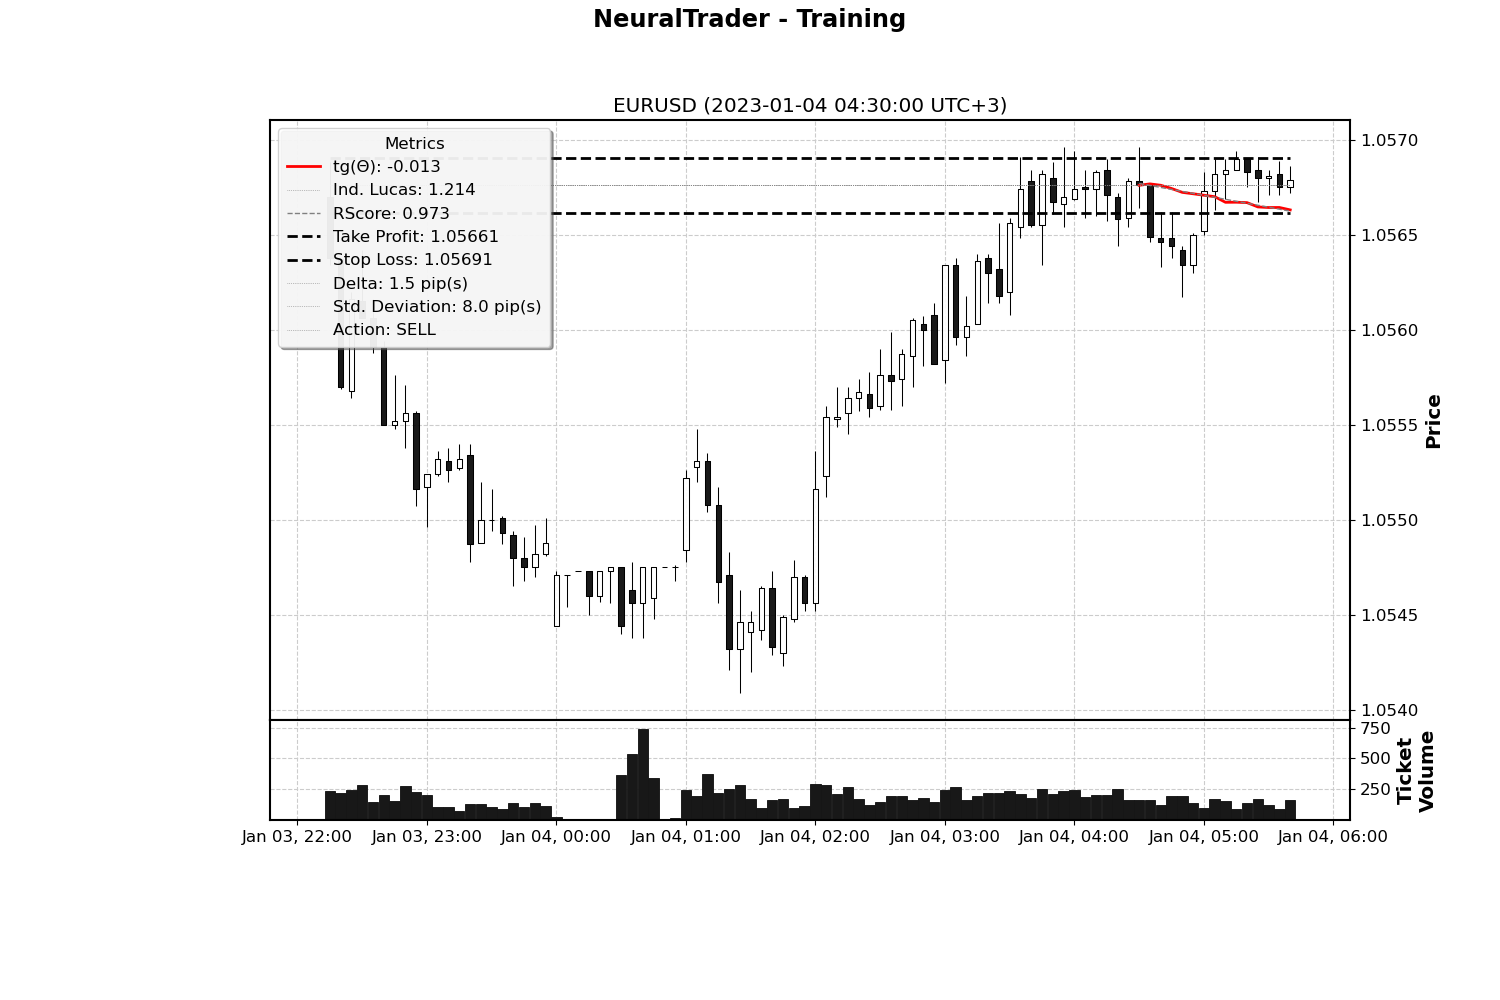 NeuralTrader - Training
EURUSD (2023-01-04 04:30:00 UTC+3)
Metrics
tg(Θ): -0.013
Ind. Lucas: 1.214
RScore: 0.973
Take Profit: 1.05661
Stop Loss: 1.05691
Delta: 1.5 pip(s)
Std. Deviation: 8.0 pip(s)
Action: SELL
1.0570
1.0565
1.0560
1.0555
1.0550
1.0545
1.0540
Price
750
500
250
Ticket
Volume
Jan 03, 22:00 Jan 03, 23:00 Jan 04, 00:00 Jan 04, 01:00 Jan 04, 02:00 Jan 04, 03:00 Jan 04, 04:00 Jan 04, 05:00 Jan 04, 06:00